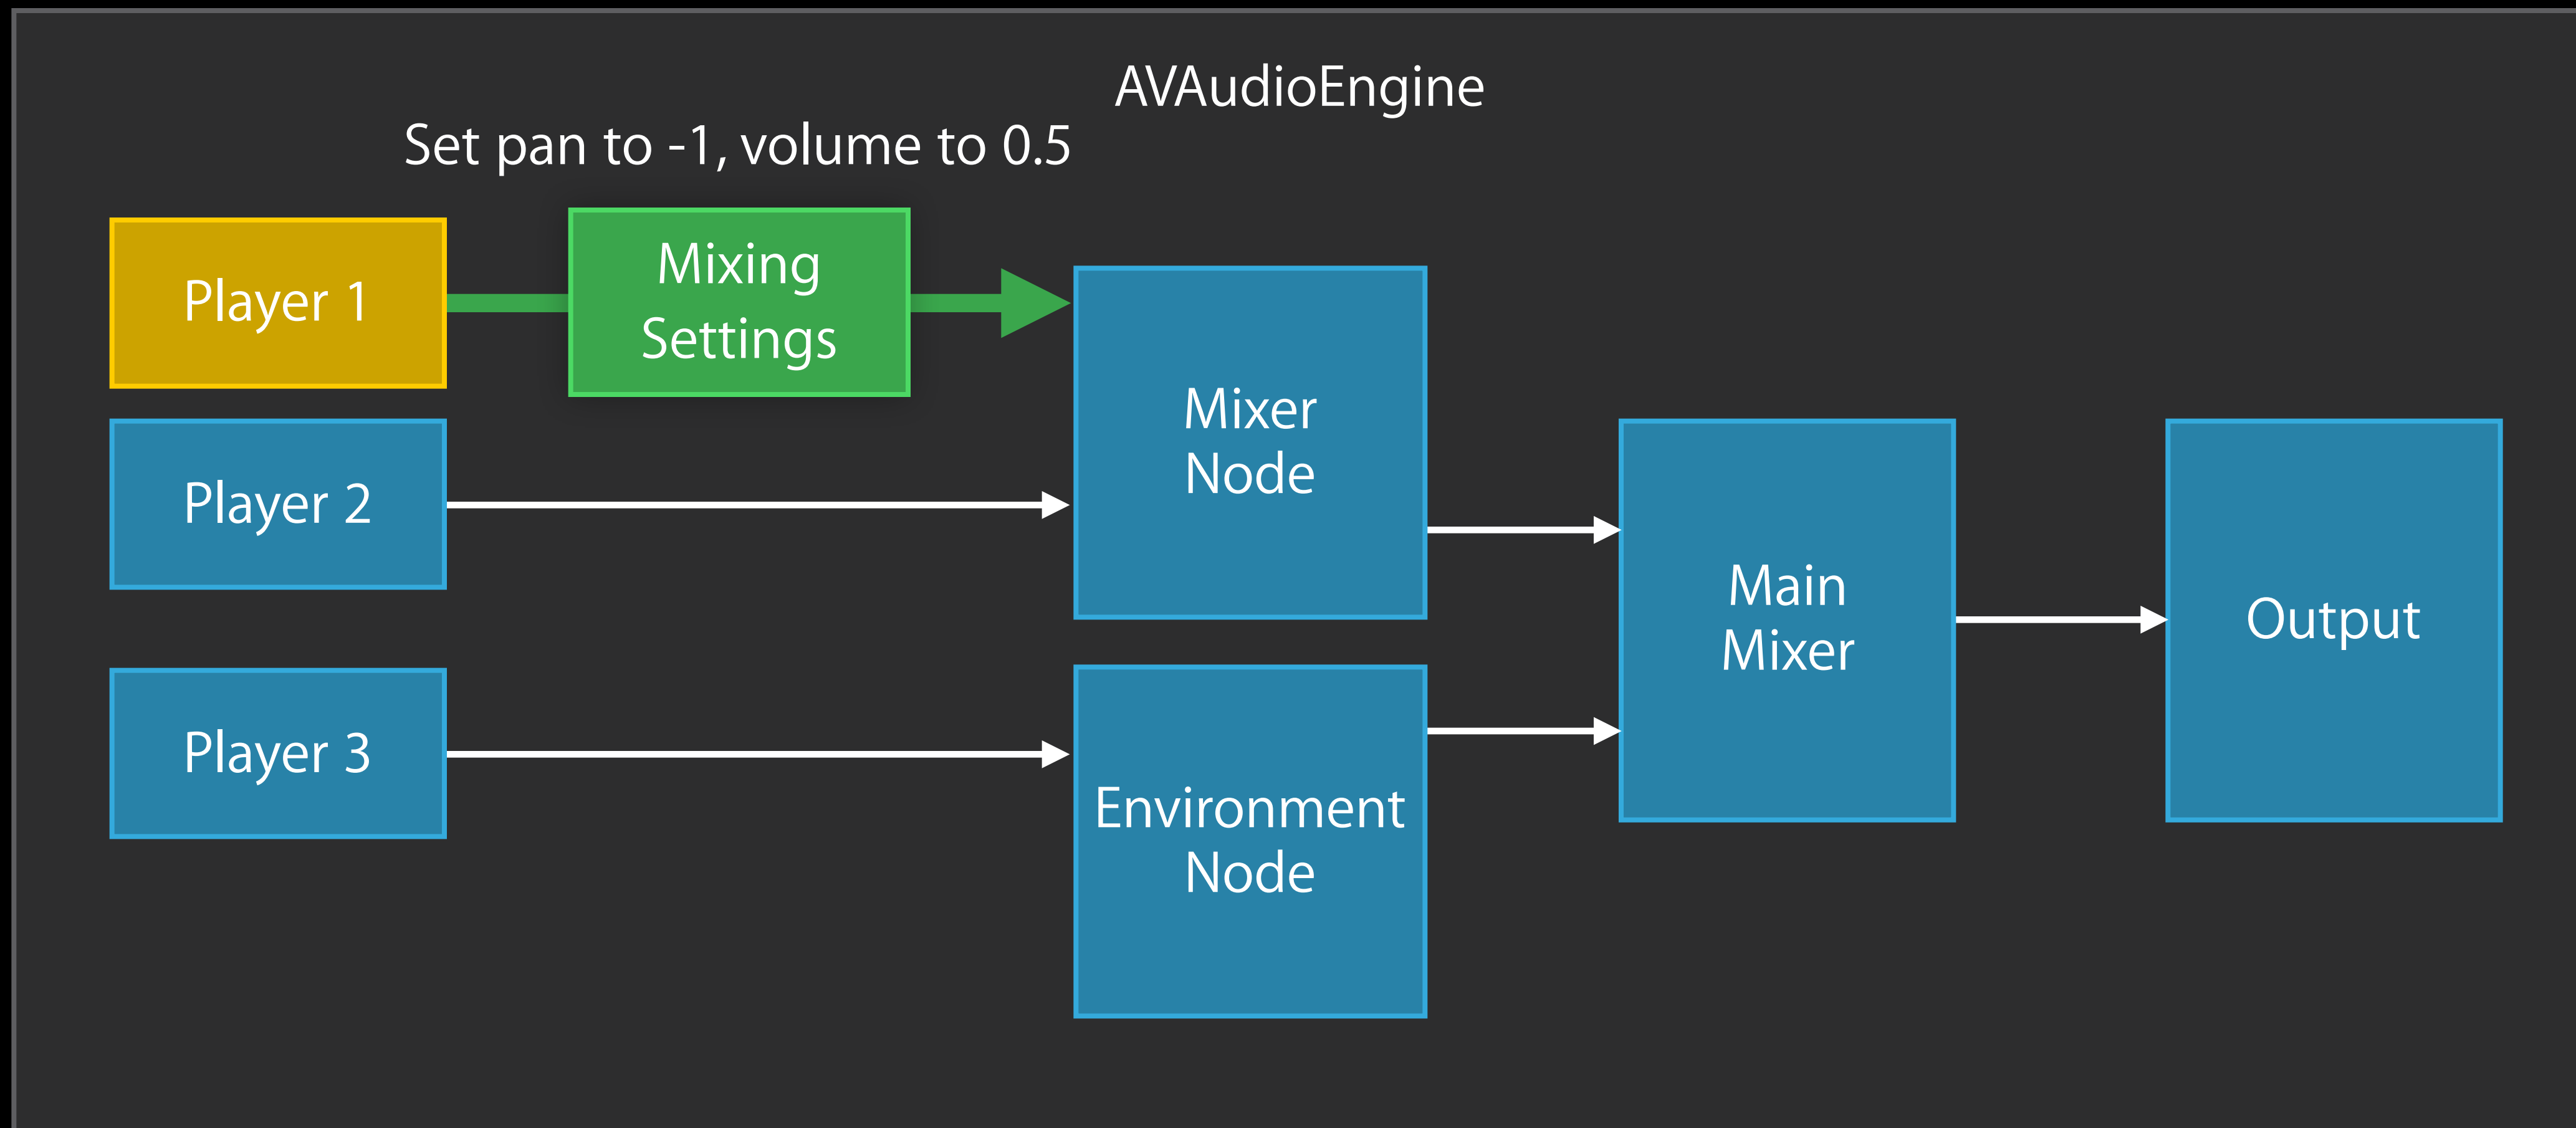 AVAudioEngine
Set pan to -1, volume to 0.5
Player 1
Mixing
Settings
Player 2
Player 3
Mixer
Node
Environment
Node
Main
Mixer
Output